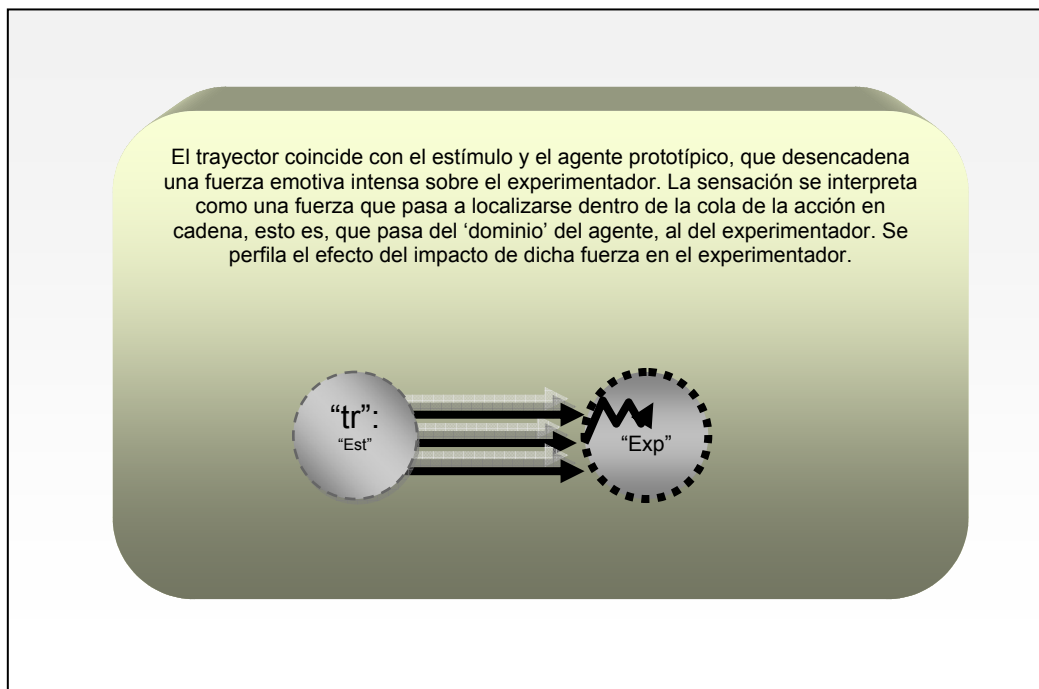 El trayector coincide con el estímulo y el agente prototípico, que desencadena
una fuerza emotiva intensa sobre el experimentador. La sensación se interpreta
como una fuerza que pasa a localizarse dentro de la cola de la acción en
cadena, esto es, que pasa del ‘dominio’ del agente, al del experimentador. Se
perfila el efecto del impacto de dicha fuerza en el experimentador.
“tr”:
“Est”
“Exp”